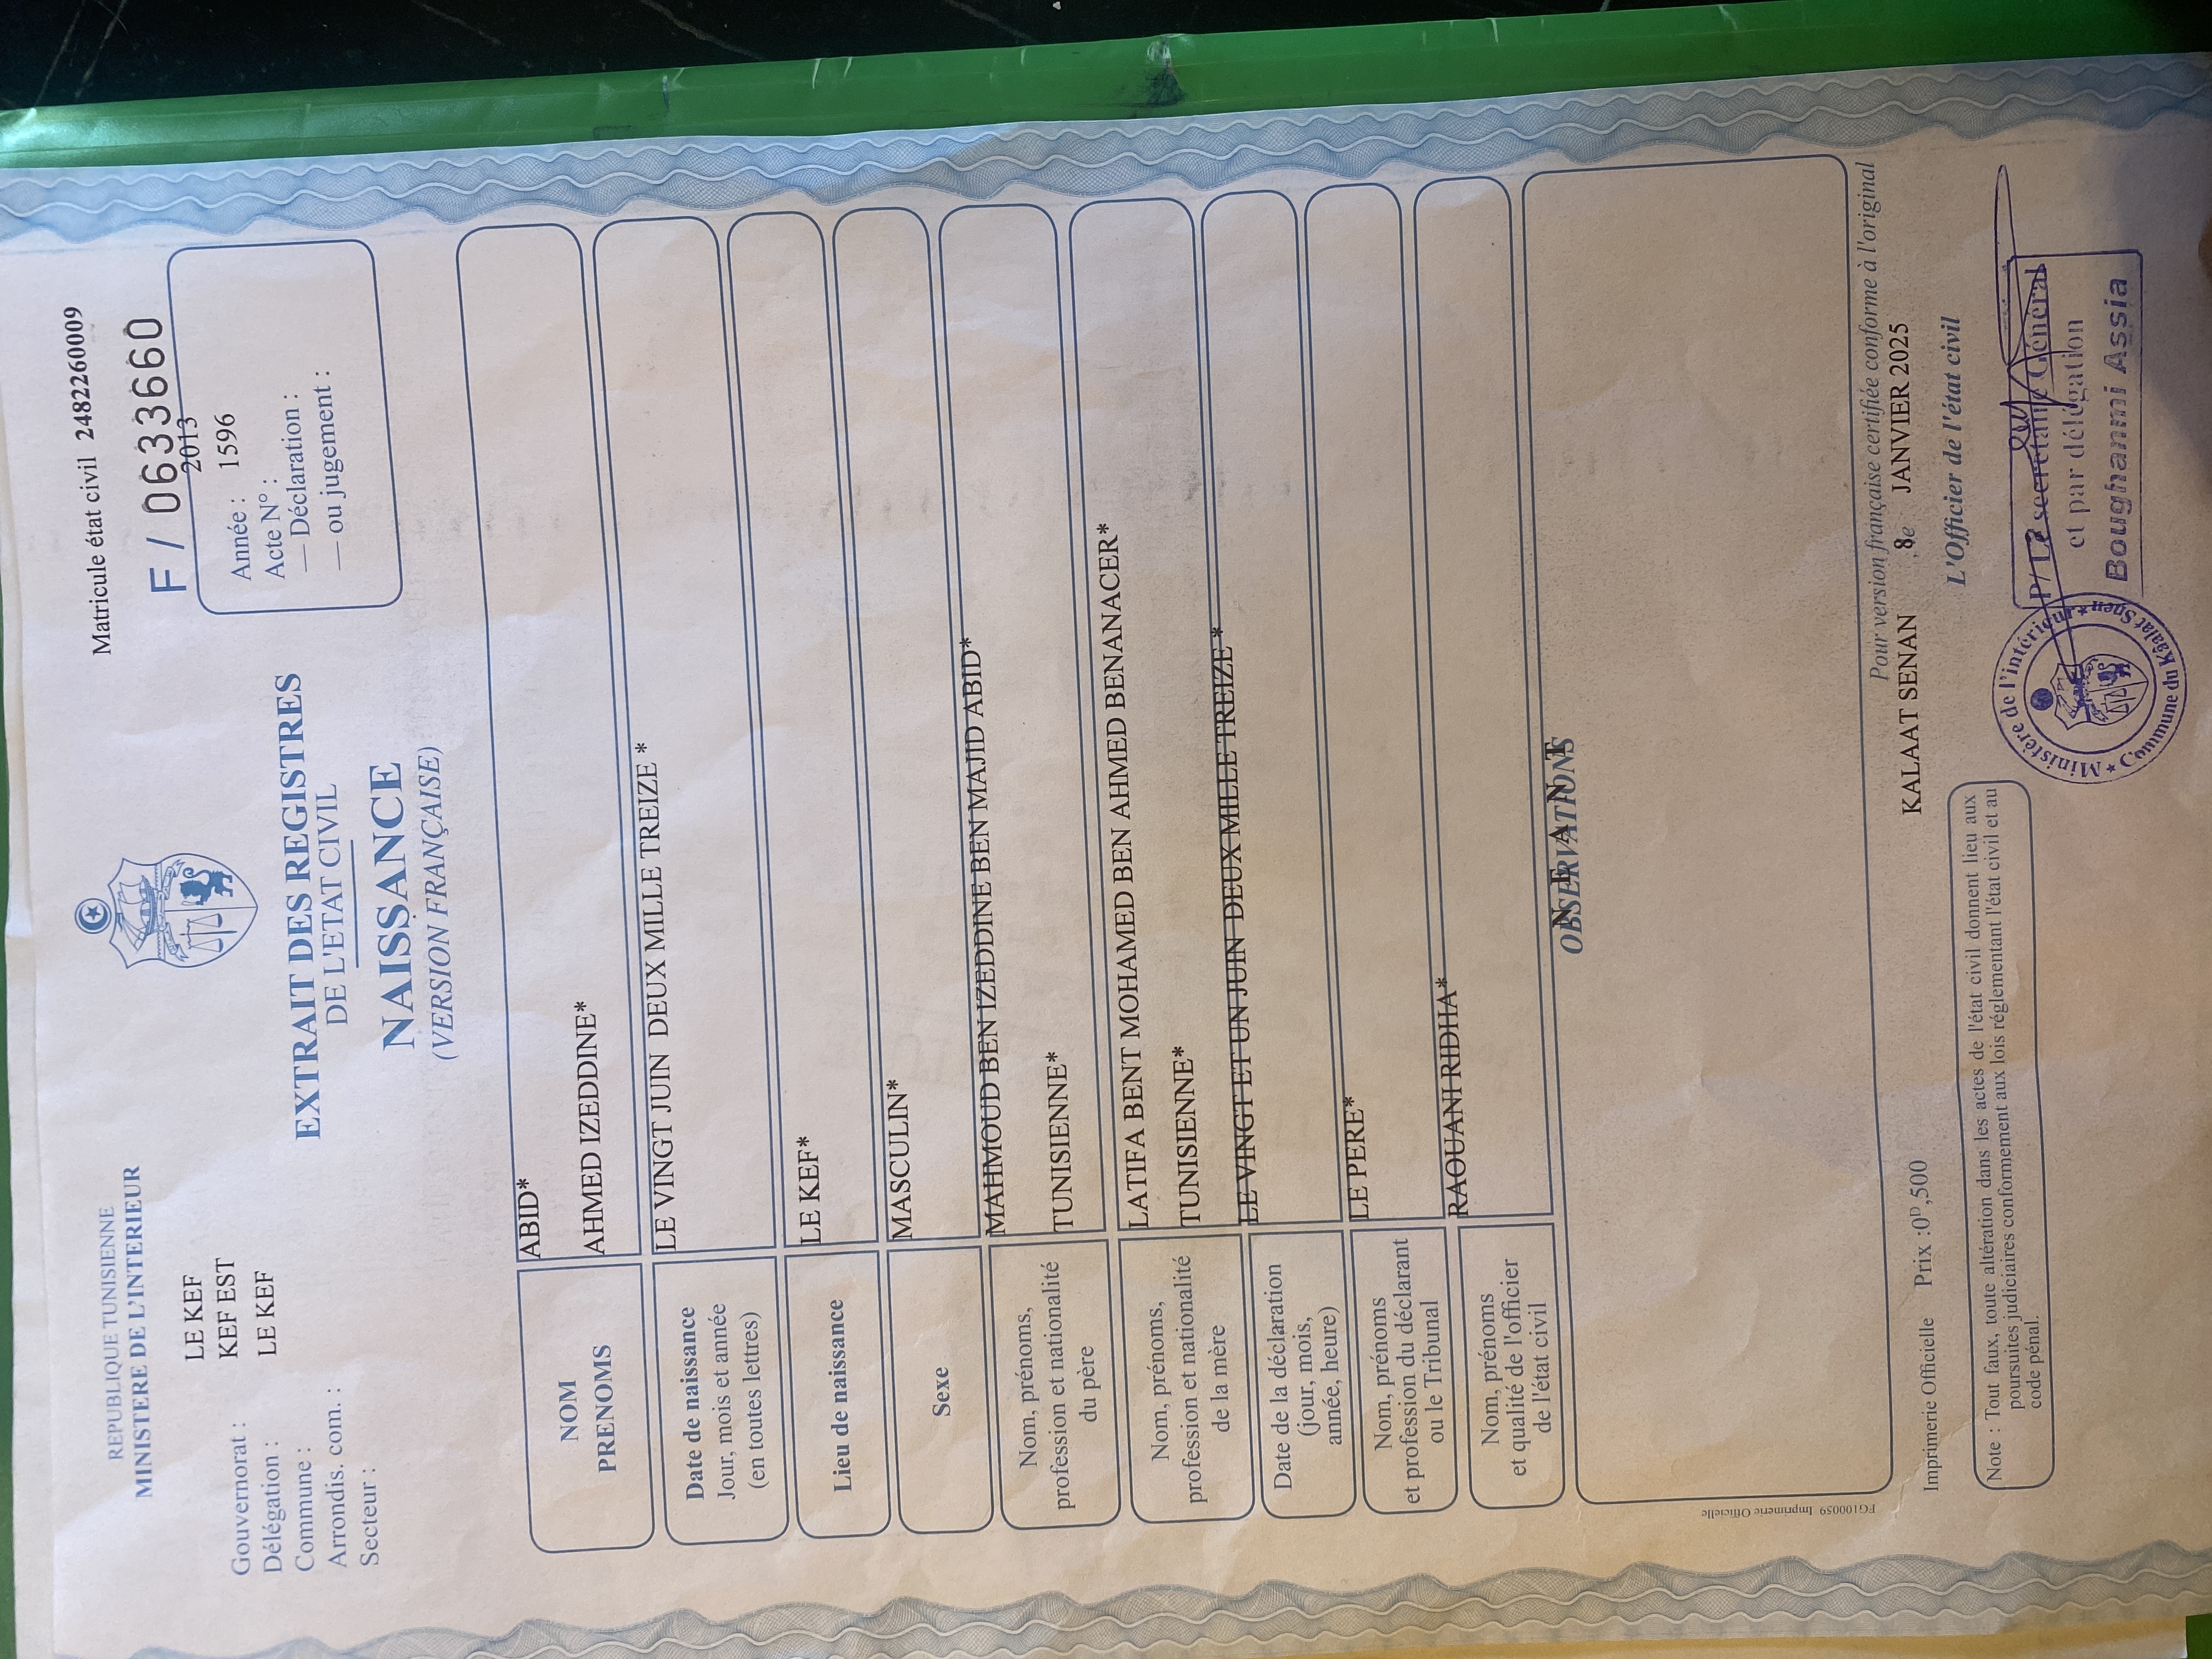 REPUBLIQUE TUNISIENNE
MINISTERE DE L'INTERIEUR
Matricule état civil 2482260009
F / 0633660
Gouvernorat : LE KEF
Délégation : KEF EST
Commune : LE KEF
Arrondis. com. :
Secteur :
2013
Année : 1596
Acte N° :
— Déclaration :
— ou jugement :
EXTRAIT DES REGISTRES
DE L'ETAT CIVIL
NAISSANCE
(VERSION FRANÇAISE)
NOM
PRENOMS
ABID*
AHMED IZEDDINE*
Date de naissance
Jour, mois et année
(en toutes lettres)
LE VINGT JUIN DEUX MILLE TREIZE *
Lieu de naissance
LE KEF*
Sexe
MASCULIN*
Nom, prénoms,
profession et nationalité
du père
MAHMOUD BEN IZEDDINE BEN MAJID ABID*
TUNISIENNE*
Nom, prénoms,
profession et nationalité
de la mère
LATIFA BENT MOHAMED BEN AHMED BENANACER*
TUNISIENNE*
Date de la déclaration
(jour, mois,
année, heure)
LE VINGT ET UN JUIN DEUX MILLE TREIZE *
Nom, prénoms
et profession du déclarant
ou le Tribunal
LE PERE*
Nom, prénoms
et qualité de l'officier
de l'état civil
RAOUANI RIDHA*
OBSERVATIONS
N E A N T
FG100059 Imprimerie Officielle
Pour version française certifiée conforme à l'original
KALAAT SENAN , 8e JANVIER 2025
L'Officier de l'état civil
Imprimerie Officielle Prix :0D,500
Note : Tout faux, toute altération dans les actes de l'état civil donnent lieu aux
poursuites judiciaires conformement aux lois réglementant l'état civil et au
code pénal.
P/ Le secrétaire Général
et par délégation
Boughanmi Assia
* Ministère de l'intérieur *
Commune du Kâlat Snen